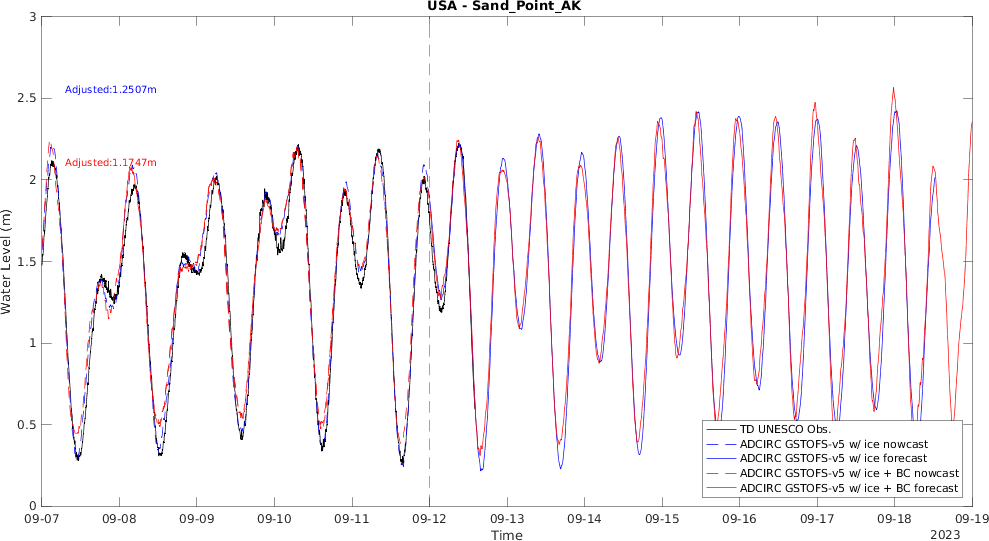 USA - Sand_Point_AK
3
2.5
2
1.5
1
0.5
0
Water Level (m)
Adjusted:1.2507m
Adjusted:1.1747m
TD UNESCO Obs.
ADCIRC GSTOFS-v5 w/ ice nowcast
ADCIRC GSTOFS-v5 w/ ice forecast
ADCIRC GSTOFS-v5 w/ ice + BC nowcast
ADCIRC GSTOFS-v5 w/ ice + BC forecast
09-07 09-08 09-09 09-10 09-11 09-12 09-13 09-14 09-15 09-16 09-17 09-18 09-19
Time
2023